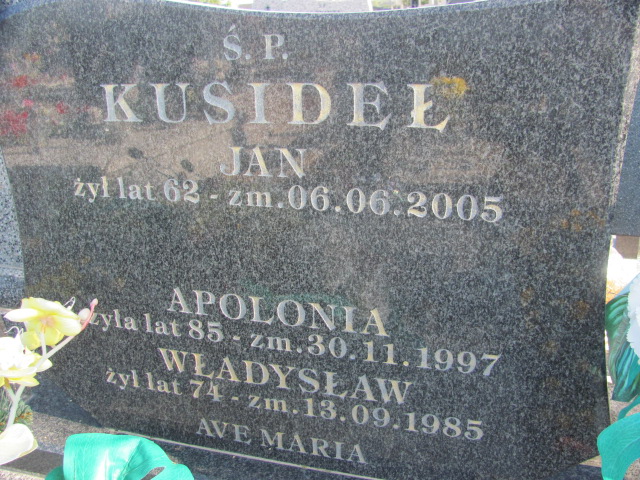 Ś. P.
KUSIDEŁ
JAN
żył lat 62 - zm. 06.06.2005
APOLONIA
żyła lat 85 - zm. 30.11.1997
WŁADYSŁAW
żył lat 74 - zm. 13.09.1985
AVE MARIA